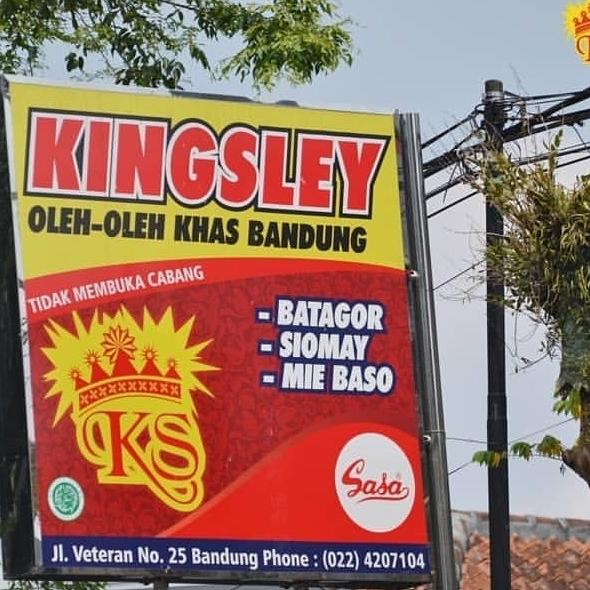 KINGSLEY
OLEH-OLEH KHAS BANDUNG
TIDAK MEMBUKA CABANG
- BATAGOR
- SIOMAY
- MIE BASO
KS
Sasa
Jl. Veteran No. 25 Bandung Phone : (022) 4207104